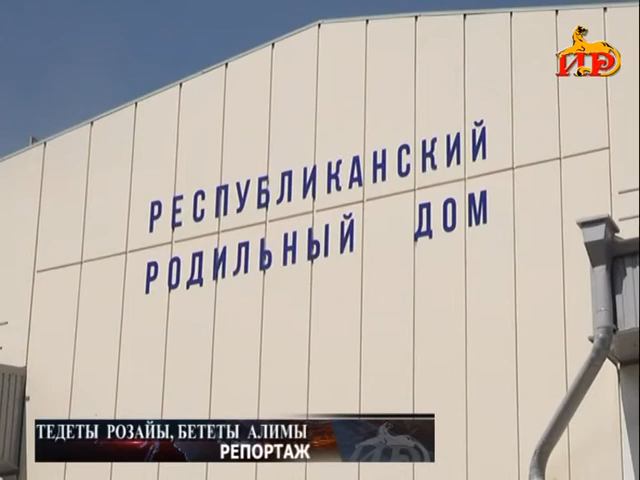 ИР
РЕСПУБЛИКАНСКИЙ
РОДИЛЬНЫЙ ДОМ
ТЕДЕТЫ РОЗАЙЫ, БЕТЕТЫ АЛИМЫ
РЕПОРТАЖ